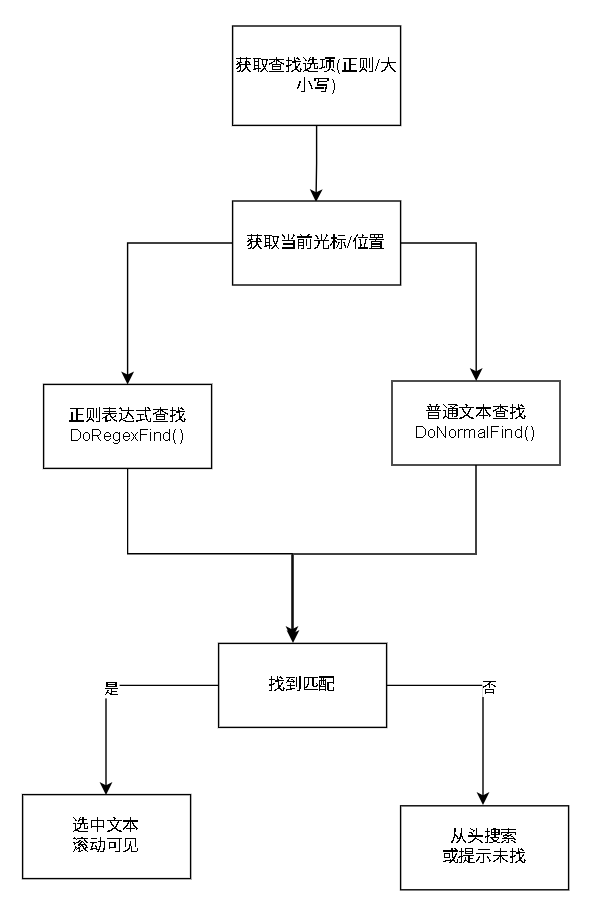 获取查找选项(正则/大
小写)
获取当前光标/位置
正则表达式查找
DoRegexFind()
普通文本查找
DoNormalFind()
找到匹配
是
否
选中文本
滚动可见
从头搜索
或提示未找